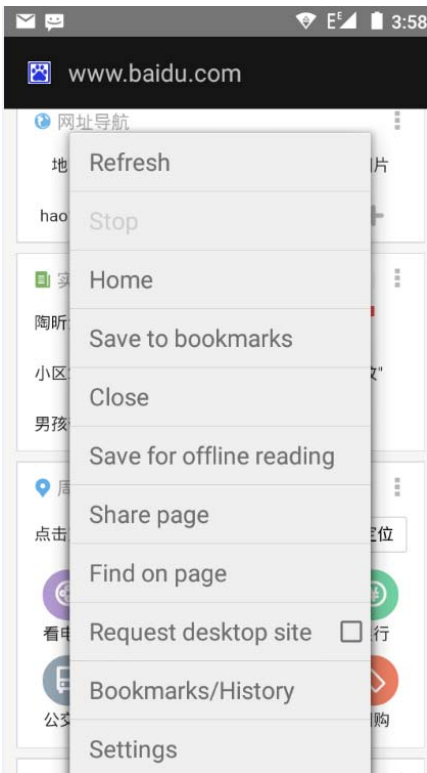 3:58
www.baidu.com
网址导航
地
片
Refresh
hao
Stop
Home
陶昕
Save to bookmarks
小区
Close
男孩
Save for offline reading
Share page
点击
定位
Find on page
看电
行
Request desktop site
Bookmarks/History
公交
购
Settings